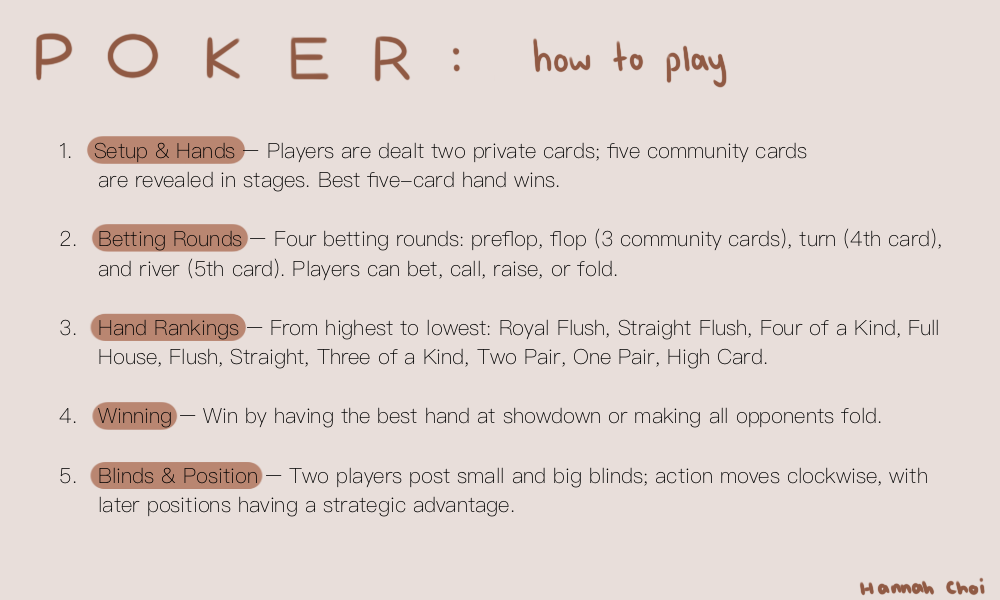 POKER: how to play
1. Setup & Hands — Players are dealt two private cards; five community cards
are revealed in stages. Best five-card hand wins.
2. Betting Rounds — Four betting rounds: preflop, flop (3 community cards), turn (4th card),
and river (5th card). Players can bet, call, raise, or fold.
3. Hand Rankings — From highest to lowest: Royal Flush, Straight Flush, Four of a Kind, Full
House, Flush, Straight, Three of a Kind, Two Pair, One Pair, High Card.
4. Winning — Win by having the best hand at showdown or making all opponents fold.
5. Blinds & Position — Two players post small and big blinds; action moves clockwise, with
later positions having a strategic advantage.
Hannah Choi